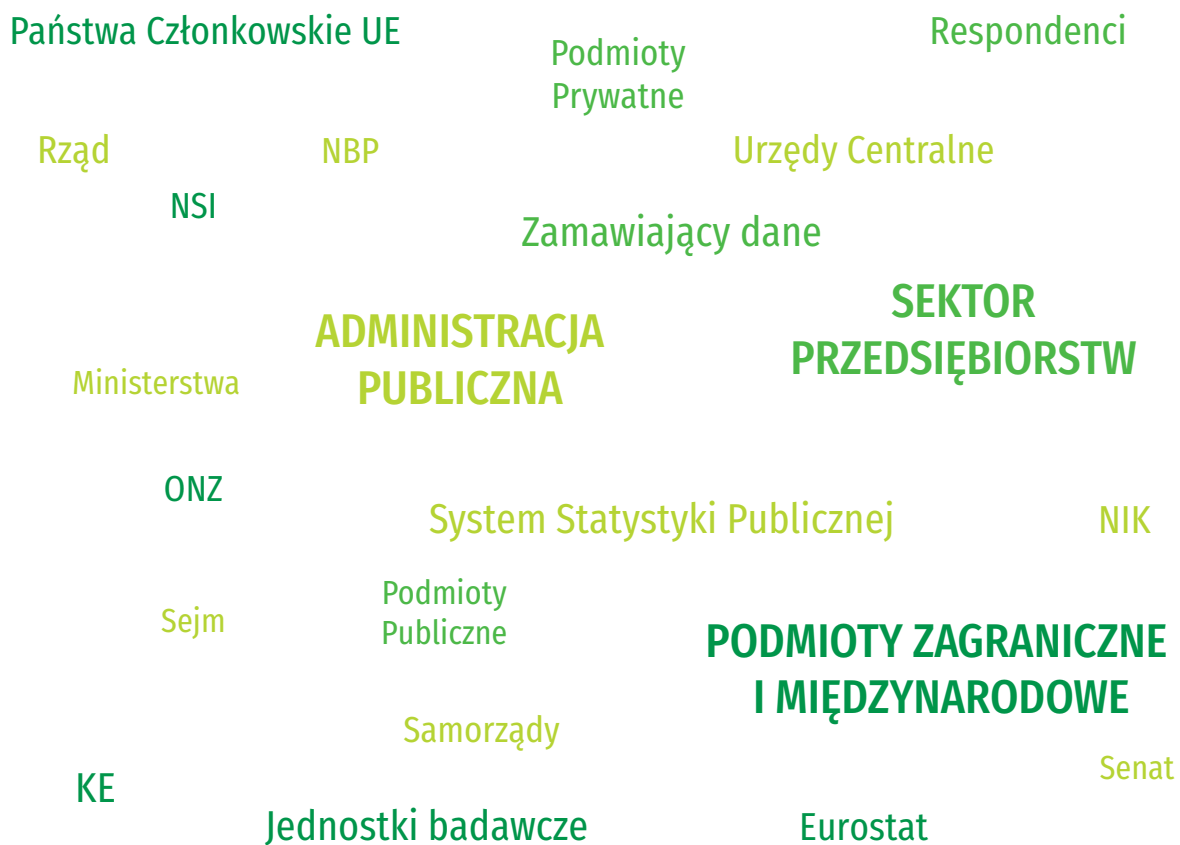 Państwa Członkowskie UE
Respondenci
Podmioty
Prywatne
Rząd
NBP
Urzędy Centralne
NSI
Zamawiający dane
SEKTOR
PRZEDSIĘBIORSTW
ADMINISTRACJA
PUBLICZNA
Ministerstwa
ONZ
System Statystyki Publicznej
NIK
Podmioty
Publiczne
Sejm
PODMIOTY ZAGRANICZNE
I MIĘDZYNARODOWE
Samorządy
Senat
KE
Jednostki badawcze
Eurostat